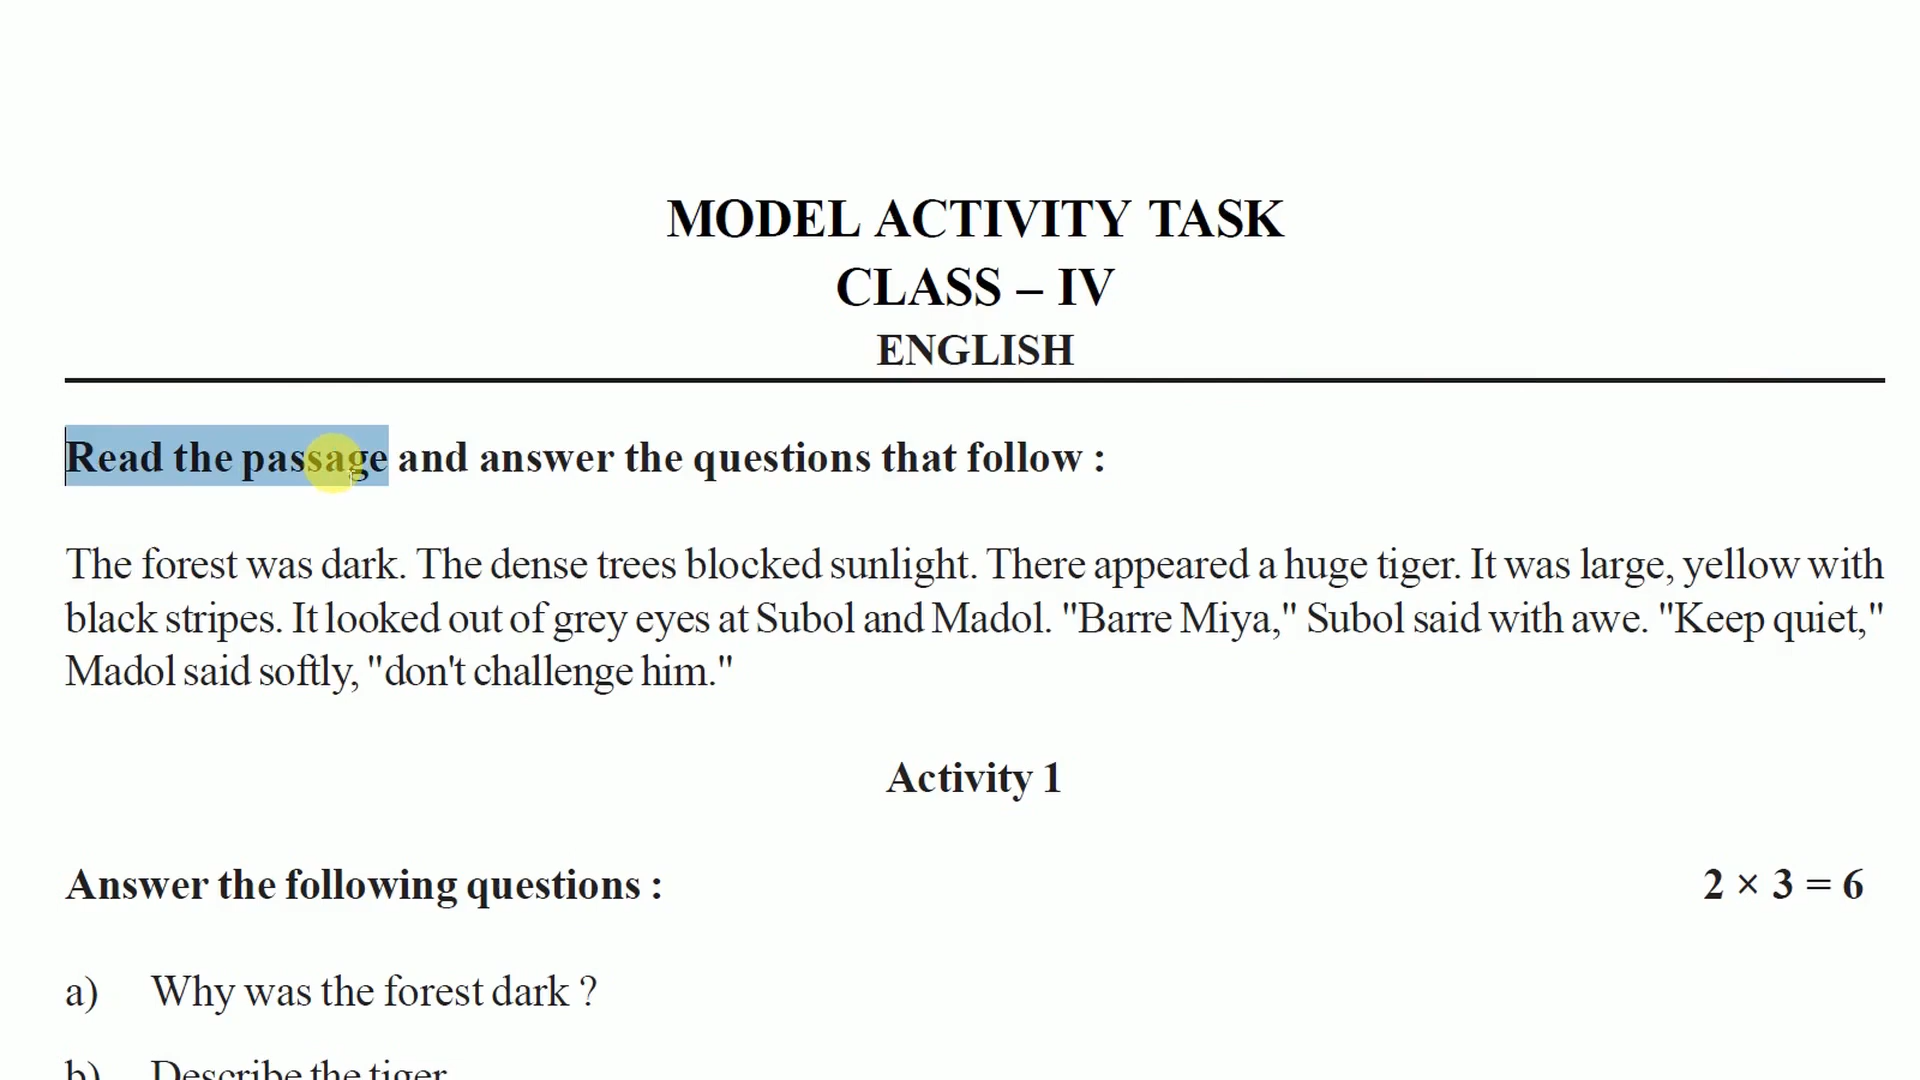 MODEL ACTIVITY TASK
CLASS – IV
ENGLISH
Read the passage and answer the questions that follow :
The forest was dark. The dense trees blocked sunlight. There appeared a huge tiger. It was large, yellow with
black stripes. It looked out of grey eyes at Subol and Madol. "Barre Miya," Subol said with awe. "Keep quiet,"
Madol said softly, "don't challenge him."
Activity 1
Answer the following questions : 2 × 3 = 6
a) Why was the forest dark ?
b) Describe the tiger